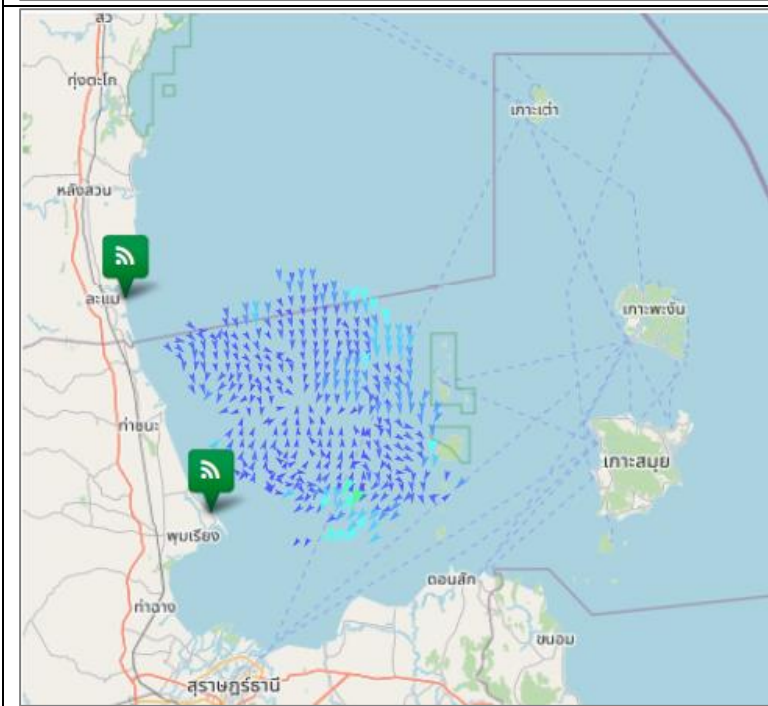 สวี
ทุ่งตะโก
เกาะเต่า
หลังสวน
ละแม
เกาะพะงัน
ท่าชนะ
เกาะสมุย
พุมเรียง
ดอนสัก
ท่าฉาง
ขนอม
สุราษฎร์ธานี